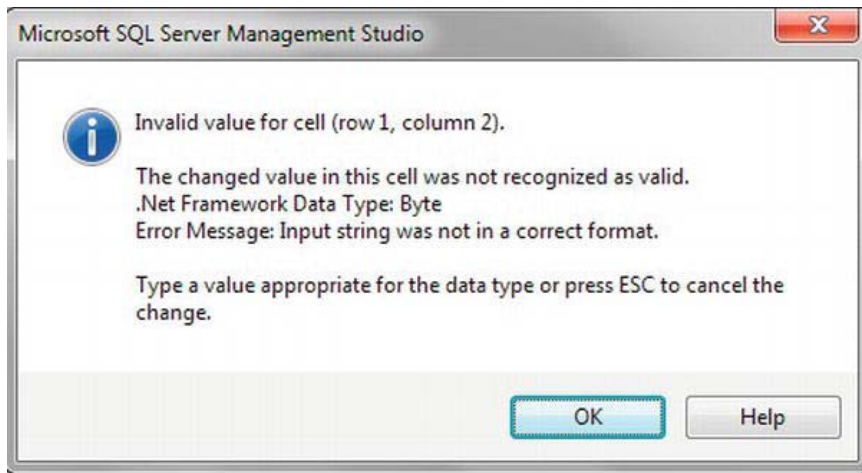 Microsoft SQL Server Management Studio
Invalid value for cell (row 1, column 2).
The changed value in this cell was not recognized as valid.
.Net Framework Data Type: Byte
Error Message: Input string was not in a correct format.
Type a value appropriate for the data type or press ESC to cancel the
change.
OK
Help